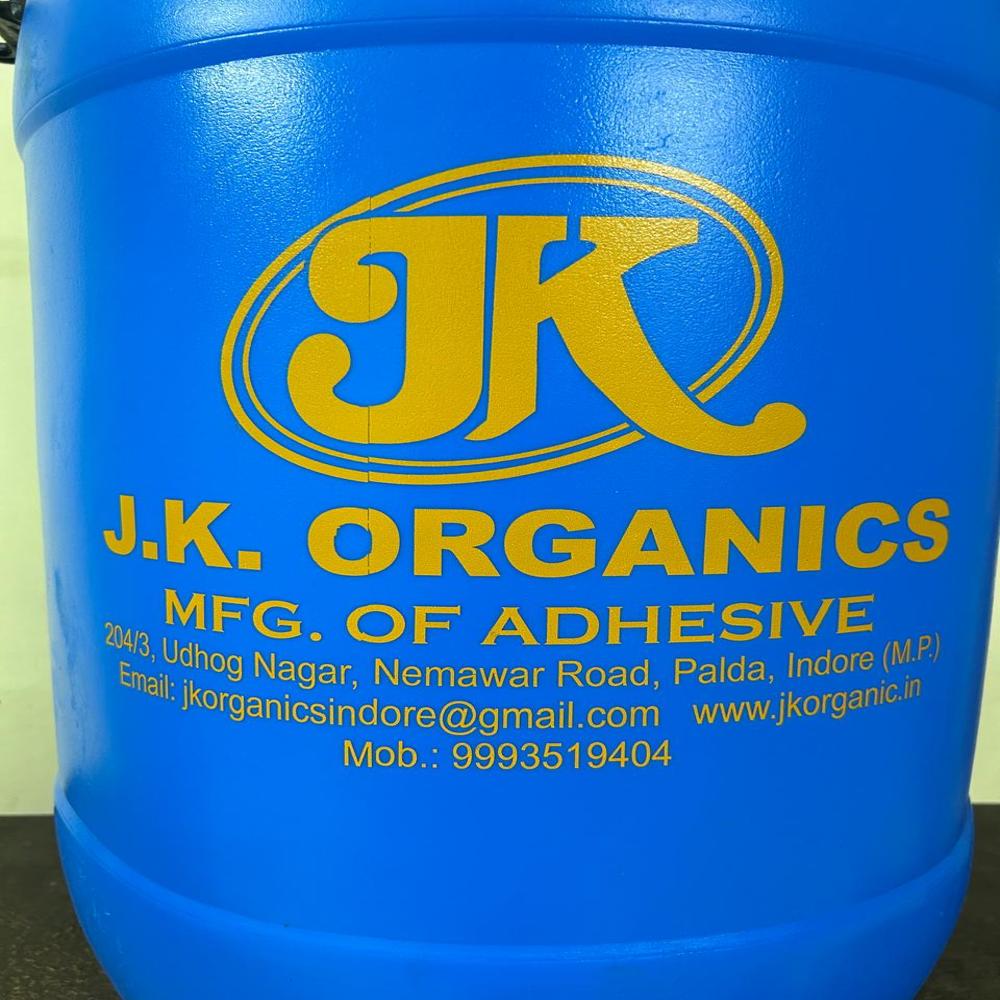 JK
J.K. ORGANICS
MFG. OF ADHESIVE
204/3, Udhog Nagar, Nemawar Road, Palda, Indore (M.P.)
Email: jkorganicsindore@gmail.com www.jkorganic.in
Mob.: 9993519404